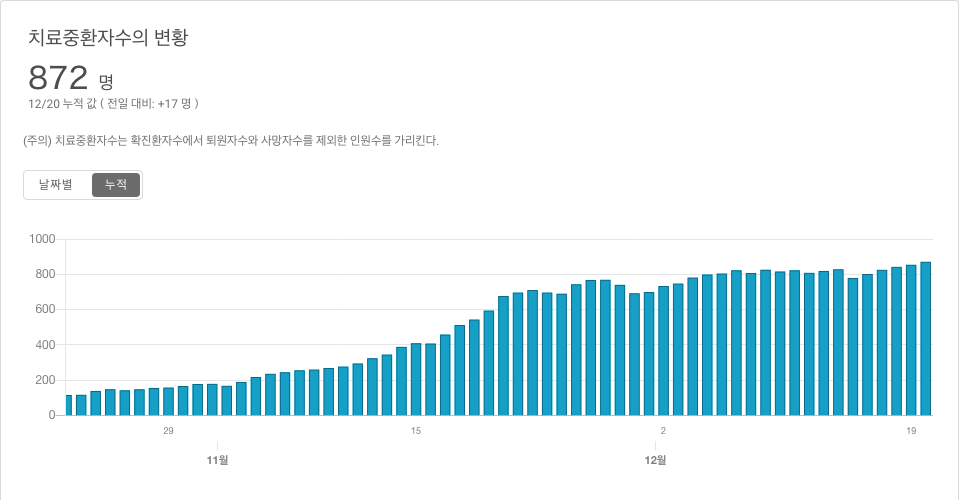 치료중환자수의 변황
872 명
12/20 누적 값 ( 전일 대비: +17 명 )
(주의) 치료중환자수는 확진환자수에서 퇴원자수와 사망자수를 제외한 인원수를 가리킨다.
날짜별 누적
1000
800
600
400
200
0
29 15 2 19
11월 12월